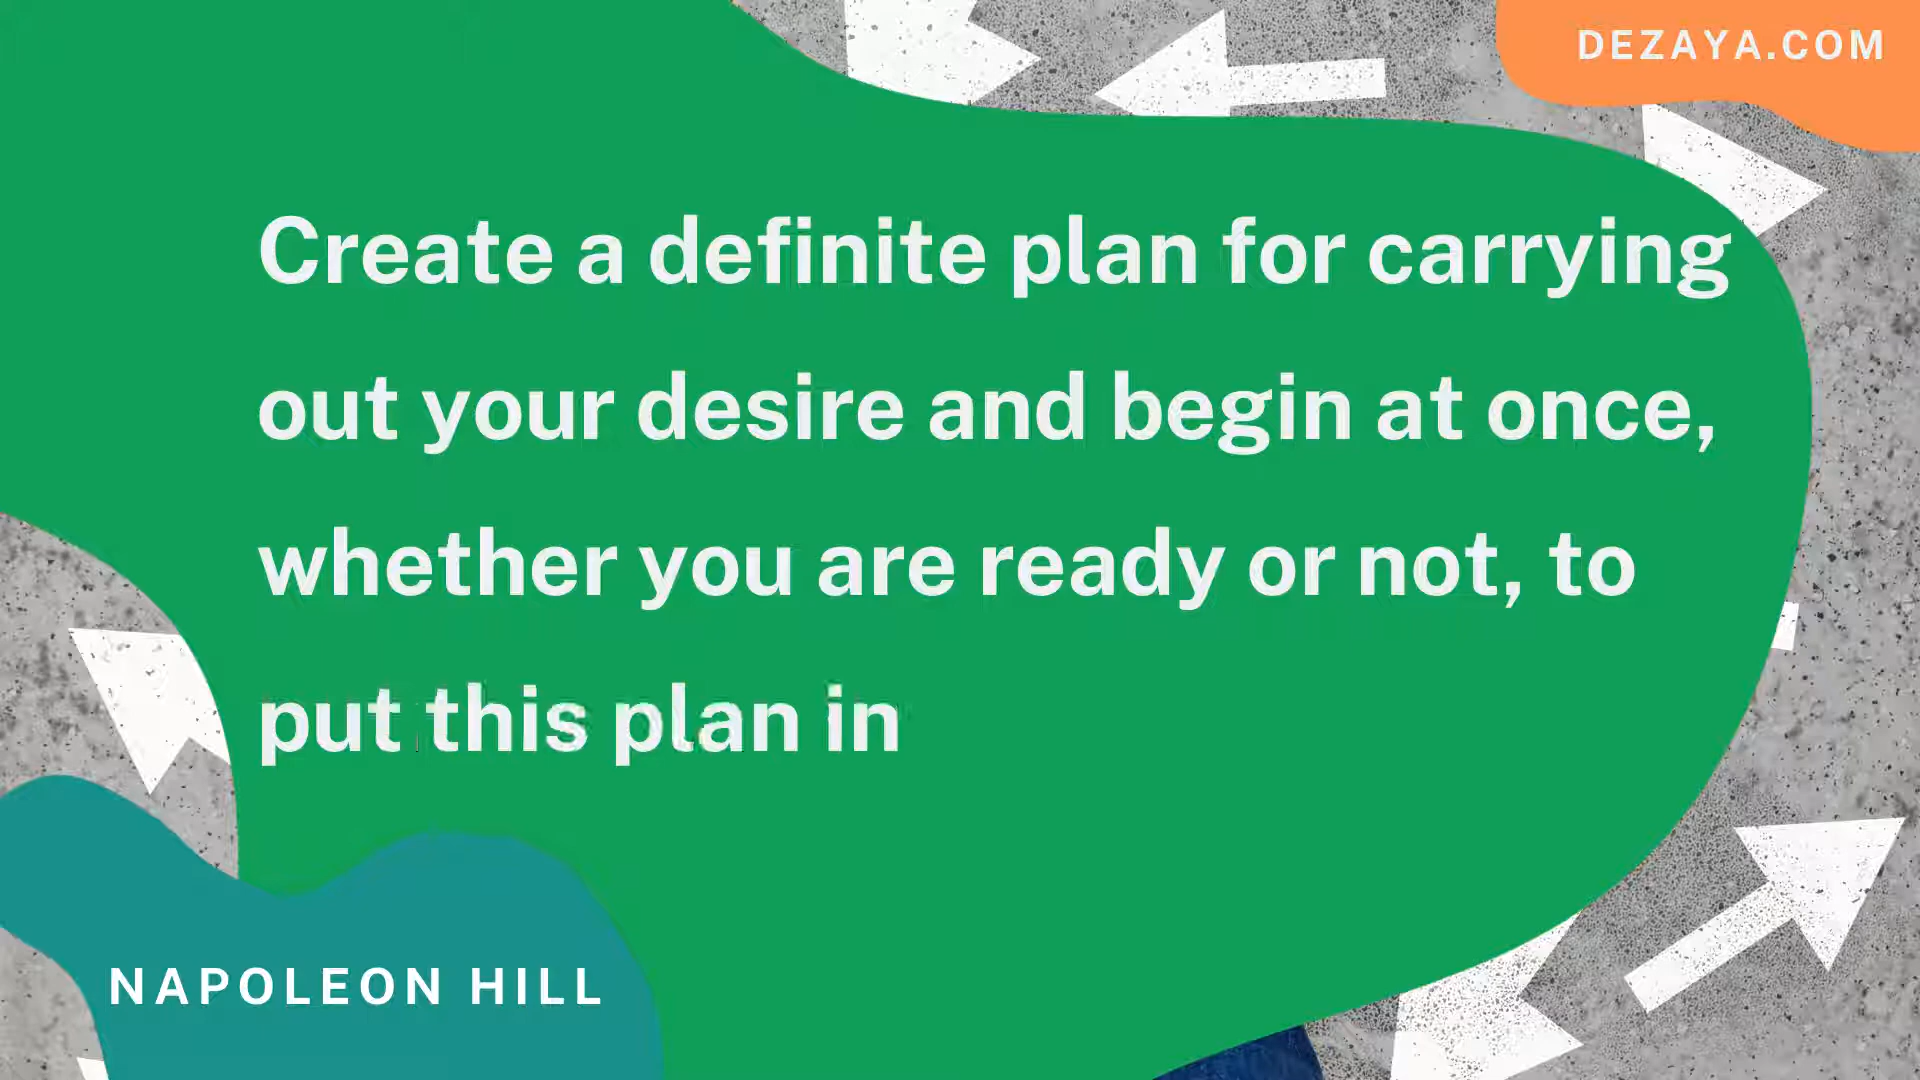 DEZAYA.COM
Create a definite plan for carrying
out your desire and begin at once,
whether you are ready or not, to
put this plan in
NAPOLEON HILL